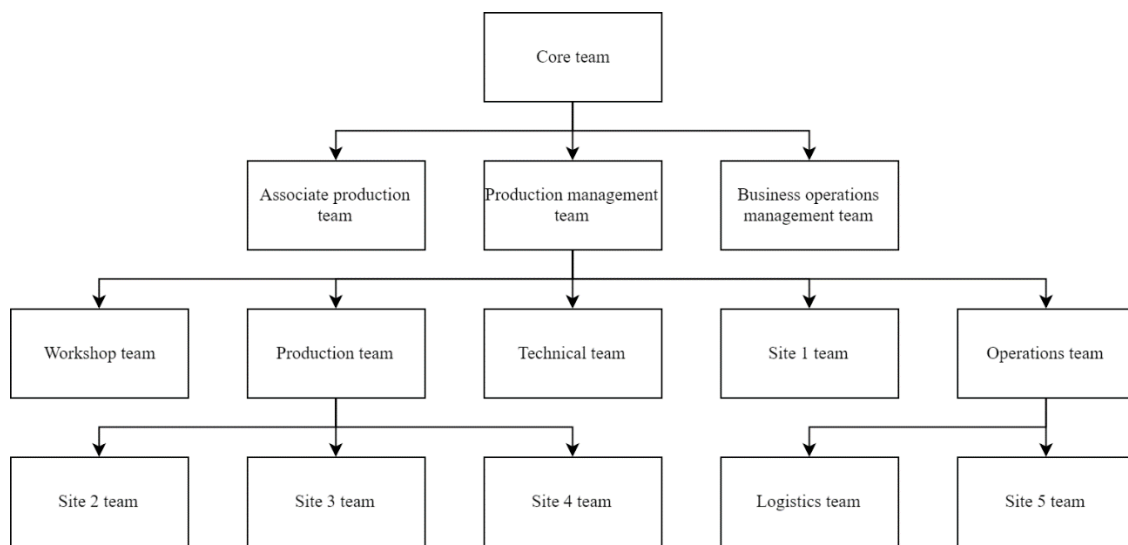 Core team
Associate production
team
Production management
team
Business operations
management team
Workshop team
Production team
Technical team
Site 1 team
Operations team
Site 2 team
Site 3 team
Site 4 team
Logistics team
Site 5 team